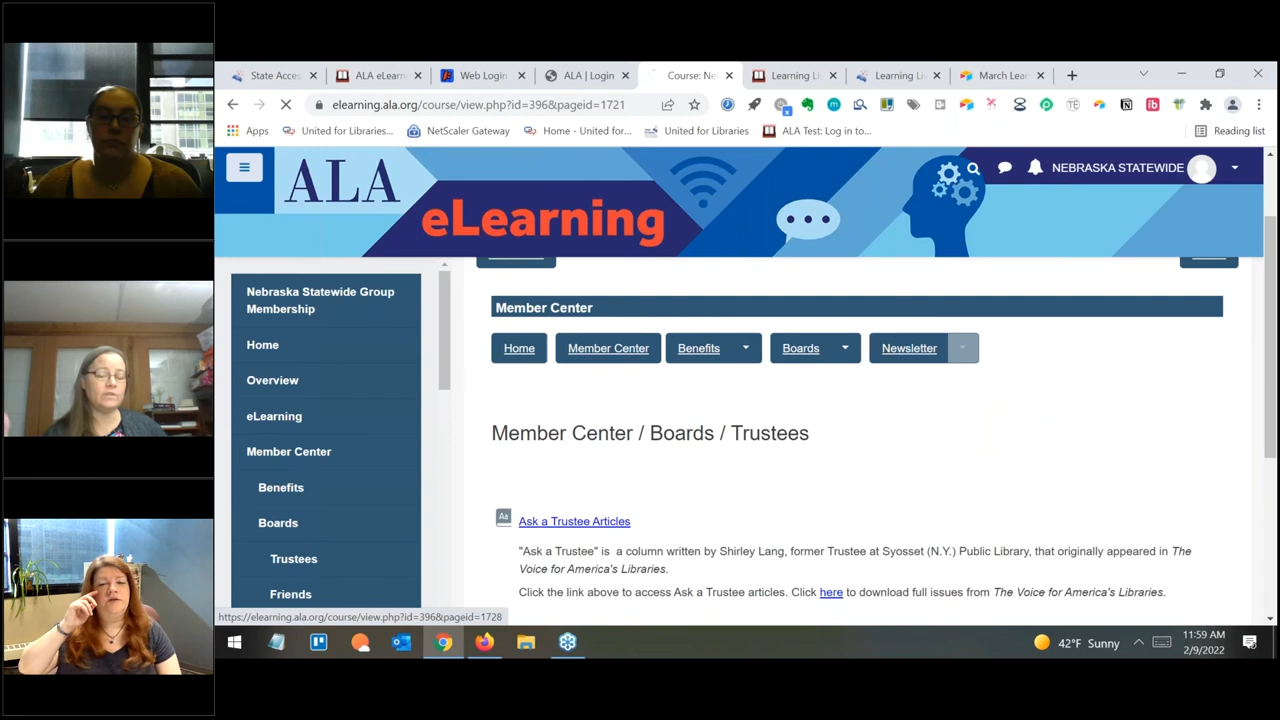 State Acces
ALA eLearn
Web Login
ALA | Login
Course: Ne
Learning Li
Learning Li
March Lear
elearning.ala.org/course/view.php?id=396&pageid=1721
Apps
United for Libraries...
NetScaler Gateway
Home - United for...
United for Libraries
ALA Test: Log in to...
Reading list
ALA
eLearning
NEBRASKA STATEWIDE
Nebraska Statewide Group
Membership
Home
Overview
eLearning
Member Center
Benefits
Boards
Trustees
Friends
Member Center
Home
Member Center
Benefits
Boards
Newsletter
Member Center / Boards / Trustees
Aa
Ask a Trustee Articles
"Ask a Trustee" is a column written by Shirley Lang, former Trustee at Syosset (N.Y.) Public Library, that originally appeared in The
Voice for America's Libraries.
Click the link above to access Ask a Trustee articles. Click here to download full issues from The Voice for America's Libraries.
https://elearning.ala.org/course/view.php?id=396&pageid=1728
42°F Sunny
11:59 AM
2/9/2022